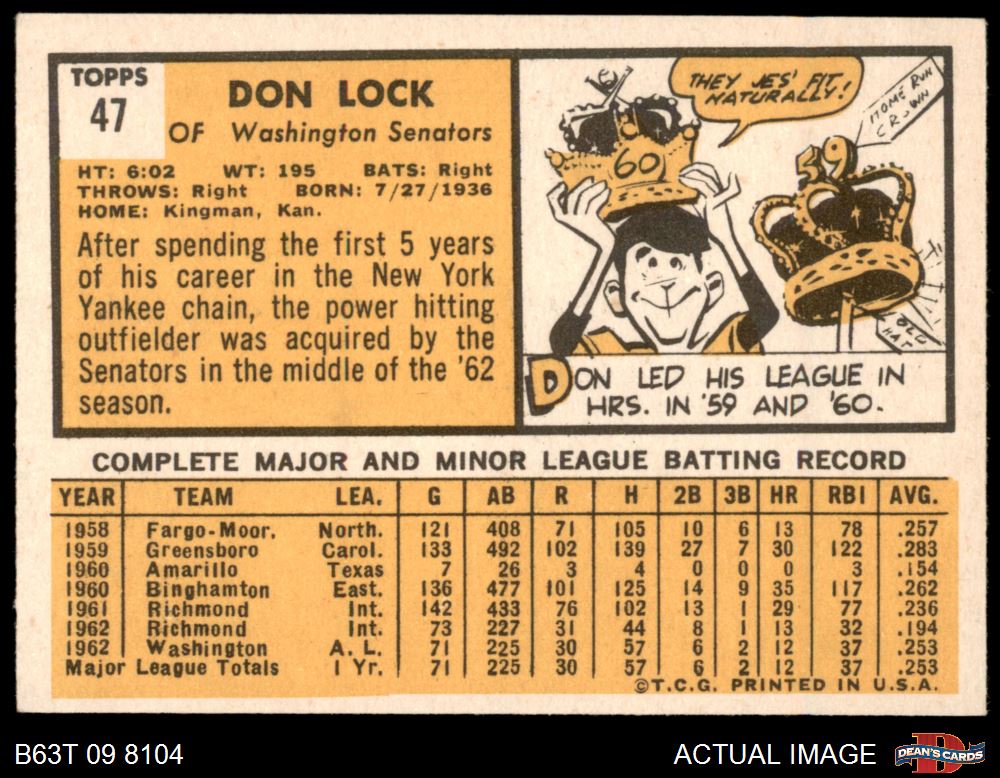 TOPPS
47
DON LOCK
OF Washington Senators
HT: 6:02 WT: 195 BATS: Right
THROWS: Right BORN: 7/27/1936
HOME: Kingman, Kan.
After spending the first 5 years
of his career in the New York
Yankee chain, the power hitting
outfielder was acquired by the
Senators in the middle of the '62
season.
THEY JES' FIT
NATURALLY!
HOME RUN
CROWN
60
59
OLD
HAT
DON LED HIS LEAGUE IN
HRS. IN '59 AND '60.
COMPLETE MAJOR AND MINOR LEAGUE BATTING RECORD
YEAR TEAM LEA. G AB R H 2B 3B HR RBI AVG.
1958 Fargo-Moor. North. 121 408 71 105 10 6 13 78 .257
1959 Greensboro Carol. 133 492 102 139 27 7 30 122 .283
1960 Amarillo Texas 7 26 3 4 0 0 0 3 .154
1960 Binghamton East. 136 477 101 125 14 9 35 117 .262
1961 Richmond Int. 142 433 76 102 13 1 29 77 .236
1962 Richmond Int. 73 227 31 44 8 1 13 32 .194
1962 Washington A. L. 71 225 30 57 6 2 12 37 .253
Major League Totals 1 Yr. 71 225 30 57 6 2 12 37 .253
©T.C.G. PRINTED IN U.S.A.
B63T 09 8104
ACTUAL IMAGE
DEAN'S CARDS